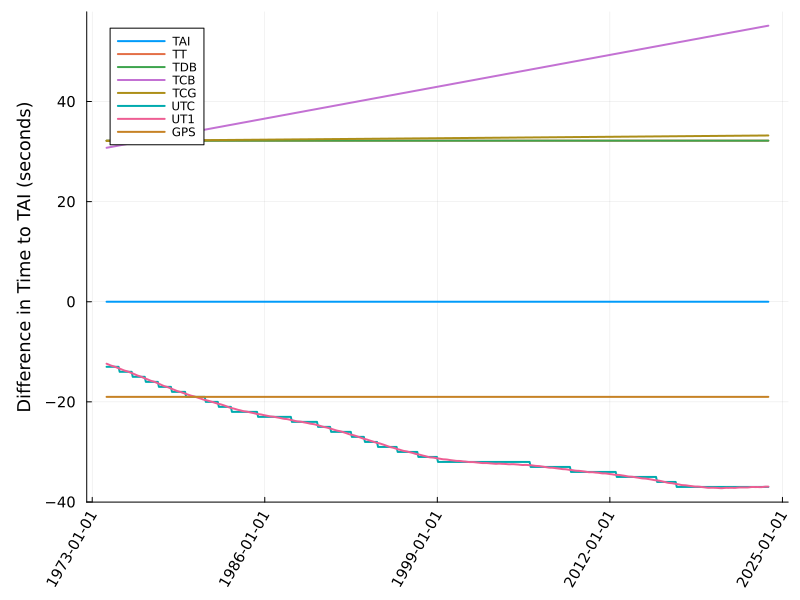 TAI
TT
TDB
TCB
TCG
UTC
UT1
GPS
Difference in Time to TAI (seconds)
40
20
0
−20
−40
1973-01-01
1986-01-01
1999-01-01
2012-01-01
2025-01-01